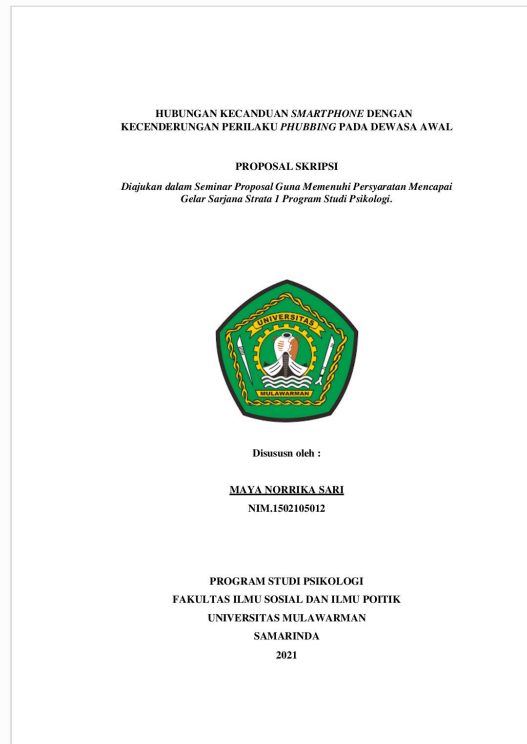 HUBUNGAN KECANDUAN SMARTPHONE DENGAN
KECENDERUNGAN PERILAKU PHUBBING PADA DEWASA AWAL
PROPOSAL SKRIPSI
Diajukan dalam Seminar Proposal Guna Memenuhi Persyaratan Mencapai
Gelar Sarjana Strata 1 Program Studi Psikologi.
UNIVERSITAS
MULAWARMAN
Disususn oleh :
MAYA NORRIKA SARI
NIM.1502105012
PROGRAM STUDI PSIKOLOGI
FAKULTAS ILMU SOSIAL DAN ILMU POITIK
UNIVERSITAS MULAWARMAN
SAMARINDA
2021